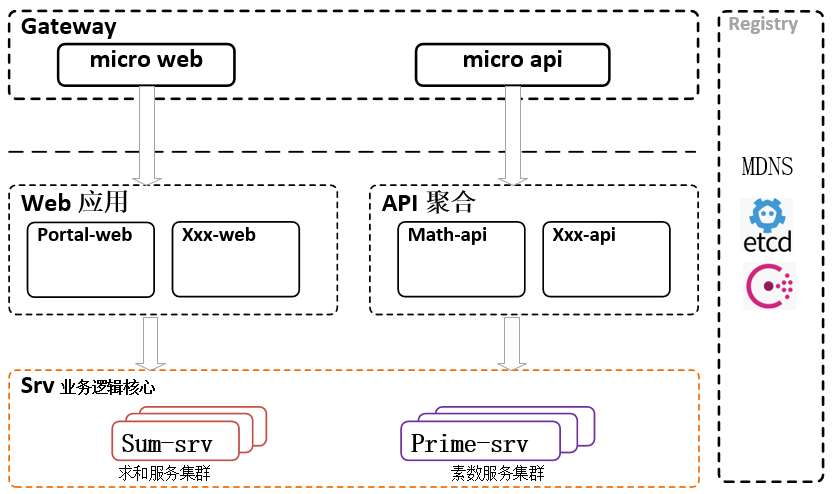 Gateway
micro web
micro api
Registry
MDNS
etcd
Web 应用
Portal-web
Xxx-web
API 聚合
Math-api
Xxx-api
Srv 业务逻辑核心
Sum-srv
求和服务集群
Prime-srv
素数服务集群